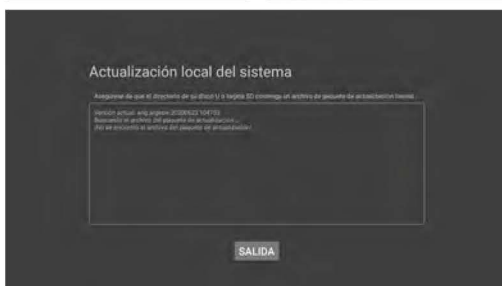 Actualización local del sistema
Asegúrese de que el directorio de su disco U o tarjeta SD contenga un archivo de paquete de actualización
Versión actual:
Buscando el archivo del paquete de actualización...
se encontró el archivo del paquete de actualización
SALIDA